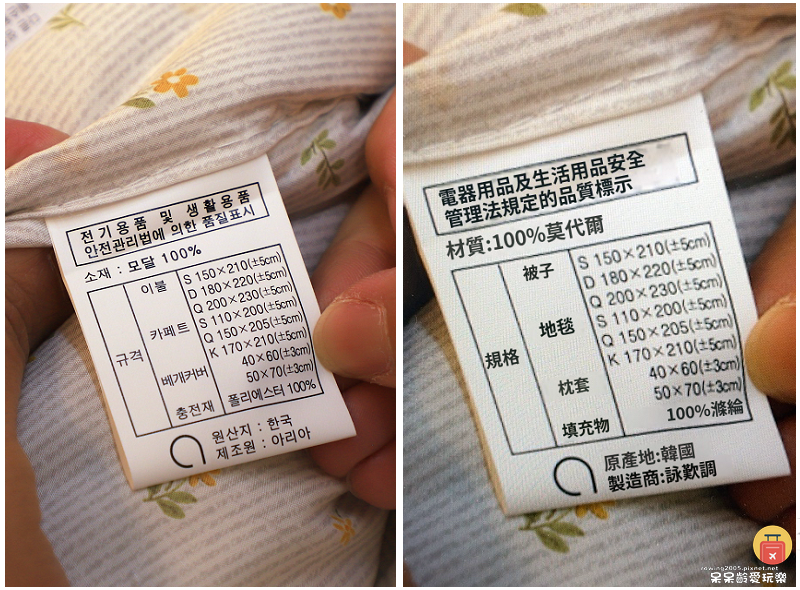 전기용품 및 생활용품
안전관리법에 의한 품질표시
소재 : 모달 100%
규격
이불
S 150×210(±5cm)
D 180×220(±5cm)
Q 200×230(±5cm)
카페트
S 110×200(±5cm)
Q 150×205(±5cm)
K 170×210(±5cm)
베개커버
40×60(±3cm)
50×70(±3cm)
충전재
폴리에스터 100%
원산지 : 한국
제조원 : 아리아
電器用品及生活用品安全
管理法規定的品質標示
材質:100%莫代爾
規格
被子
S 150×210(±5cm)
D 180×220(±5cm)
Q 200×230(±5cm)
地毯
S 110×200(±5cm)
Q 150×205(±5cm)
K 170×210(±5cm)
枕套
40×60(±3cm)
50×70(±3cm)
填充物
100%滌綸
原產地:韓國
製造商:詠歎調
rowing2005.pixnet.net
呆呆齡愛玩樂